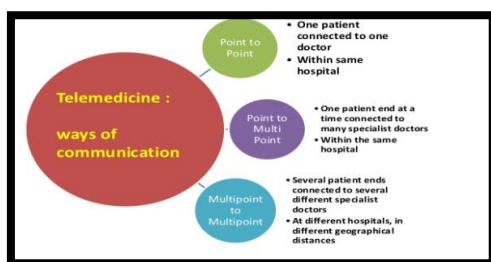 Telemedicine :
ways of
communication
Point to
Point
• One patient
connected to one
doctor
• Within same
hospital
Point to
Multi
Point
• One patient end at a
time connected to
many specialist doctors
• Within the same
hospital
Multipoint
to
Multipoint
• Several patient ends
connected to several
different specialist
doctors
• At different hospitals, in
different geographical
distances